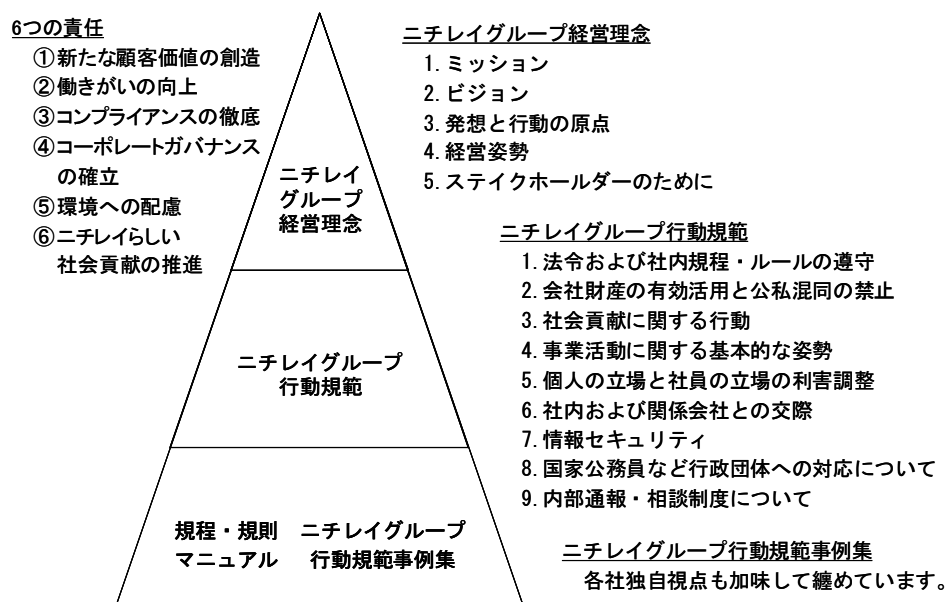 6つの責任
①新たな顧客価値の創造
②働きがいの向上
③コンプライアンスの徹底
④コーポレートガバナンス
の確立
⑤環境への配慮
⑥ニチレイらしい
社会貢献の推進
ニチレイ
グループ
経営理念
ニチレイグループ
行動規範
規程・規則
マニュアル
ニチレイグループ
行動規範事例集
ニチレイグループ経営理念
1. ミッション
2. ビジョン
3. 発想と行動の原点
4. 経営姿勢
5. ステイクホールダーのために
ニチレイグループ行動規範
1. 法令および社内規程・ルールの遵守
2. 会社財産の有効活用と公私混同の禁止
3. 社会貢献に関する行動
4. 事業活動に関する基本的な姿勢
5. 個人の立場と社員の立場の利害調整
6. 社内および関係会社との交際
7. 情報セキュリティ
8. 国家公務員など行政団体への対応について
9. 内部通報・相談制度について
ニチレイグループ行動規範事例集
各社独自視点も加味して纏めています。